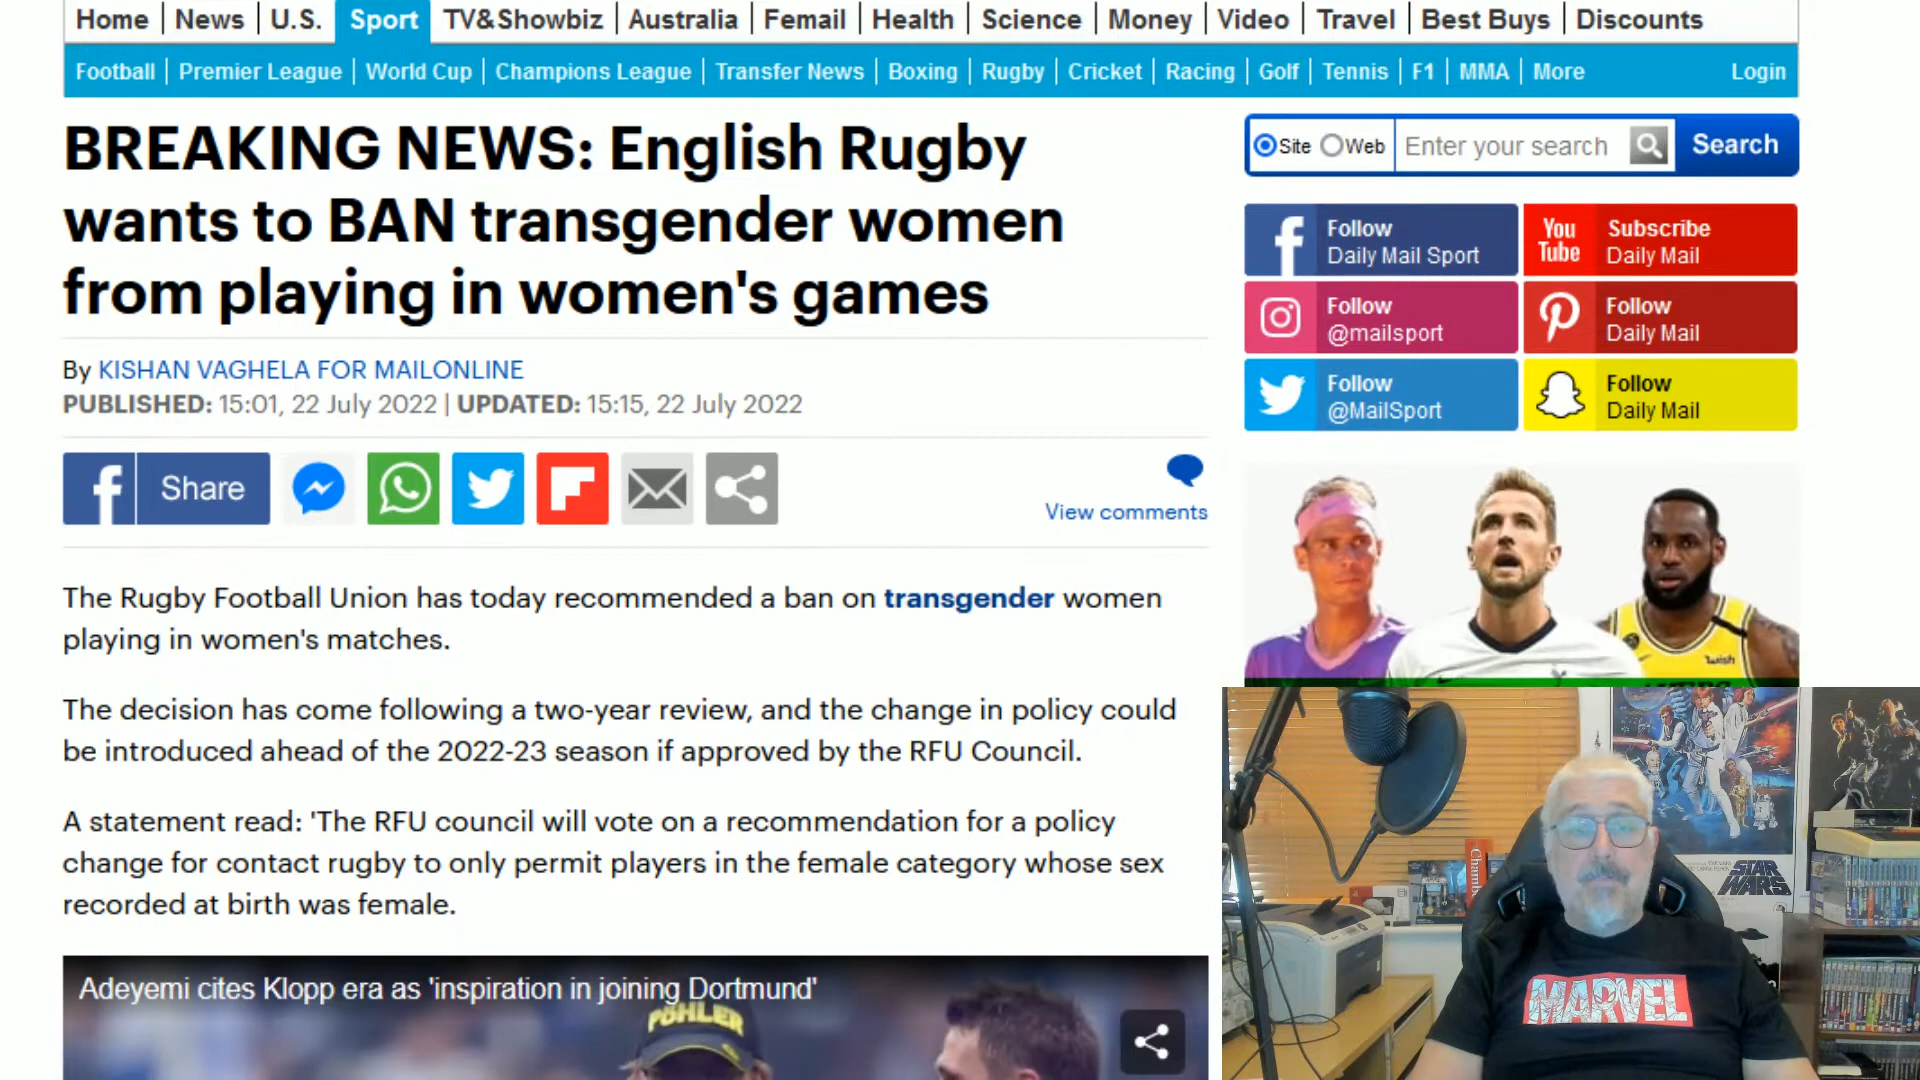 Home News U.S. Sport TV&Showbiz Australia Femail Health Science Money Video Travel Best Buys Discounts
Football Premier League World Cup Champions League Transfer News Boxing Rugby Cricket Racing Golf Tennis F1 MMA More Login
BREAKING NEWS: English Rugby
wants to BAN transgender women
from playing in women's games
By KISHAN VAGHELA FOR MAILONLINE
PUBLISHED: 15:01, 22 July 2022 | UPDATED: 15:15, 22 July 2022
Share
View comments
The Rugby Football Union has today recommended a ban on transgender women
playing in women's matches.
The decision has come following a two-year review, and the change in policy could
be introduced ahead of the 2022-23 season if approved by the RFU Council.
A statement read: 'The RFU council will vote on a recommendation for a policy
change for contact rugby to only permit players in the female category whose sex
recorded at birth was female.
Adeyemi cites Klopp era as 'inspiration in joining Dortmund'
PÖHLER
Site Web Enter your search Search
Follow
Daily Mail Sport
You
Tube
Subscribe
Daily Mail
Follow
@mailsport
Follow
Daily Mail
Follow
@MailSport
Follow
Daily Mail
wish
STAR
WARS
MARVEL